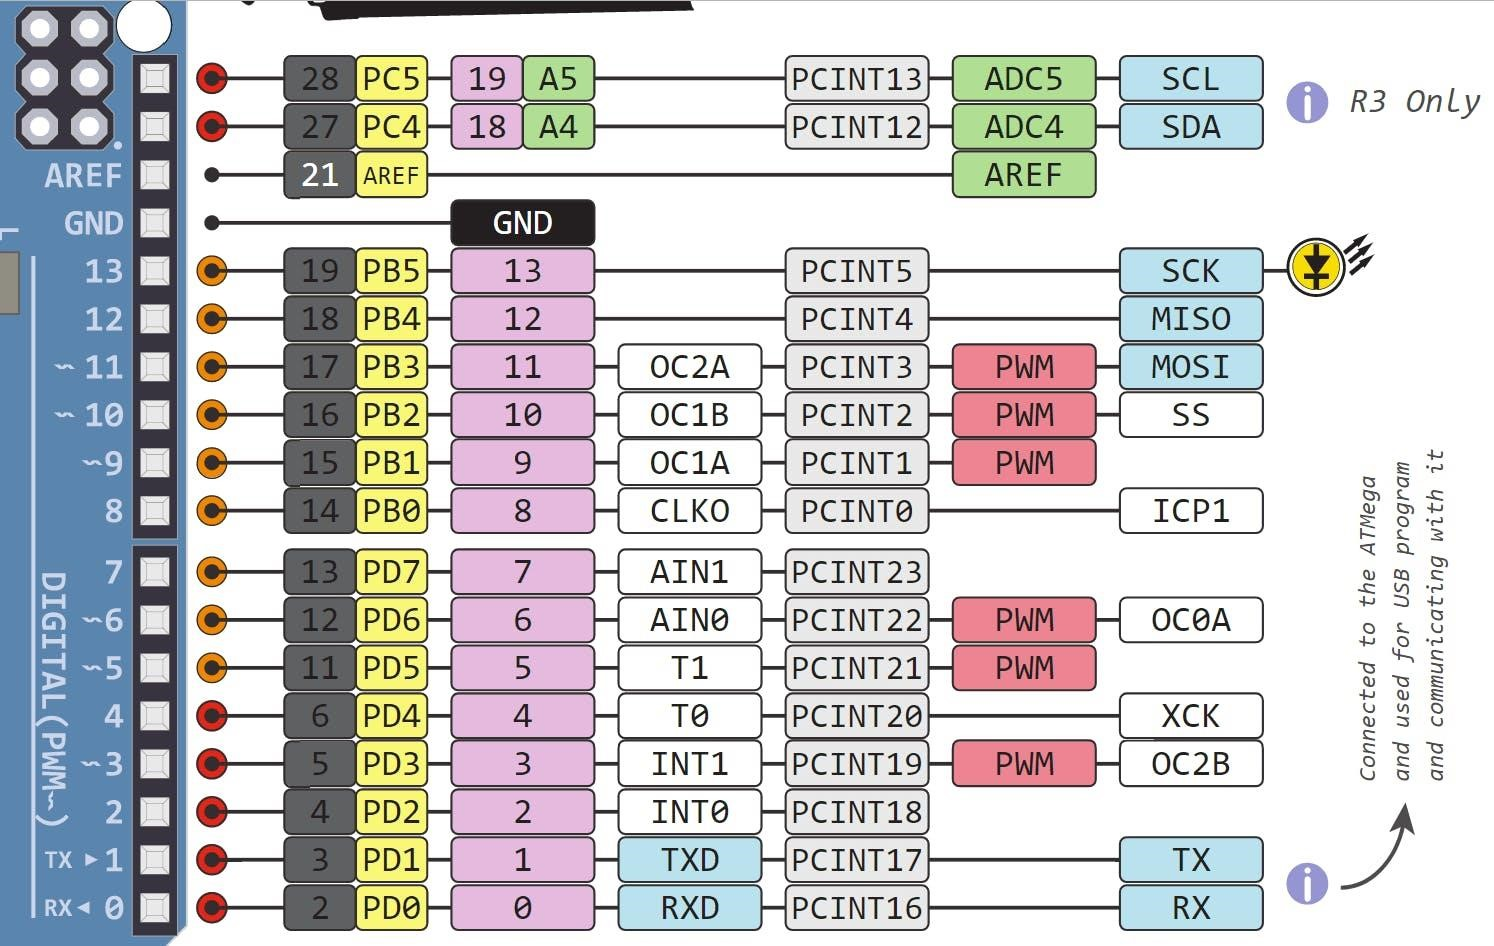 28 PC5 19 A5 PCINT13 ADC5 SCL
R3 Only
27 PC4 18 A4 PCINT12 ADC4 SDA
AREF 21 AREF AREF
GND GND
13 19 PB5 13 PCINT5 SCK
12 18 PB4 12 PCINT4 MISO
~11 17 PB3 11 OC2A PCINT3 PWM MOSI
~10 16 PB2 10 OC1B PCINT2 PWM SS
~9 15 PB1 9 OC1A PCINT1 PWM
8 14 PB0 8 CLKO PCINT0 ICP1
7 13 PD7 7 AIN1 PCINT23
~6 12 PD6 6 AIN0 PCINT22 PWM OC0A
~5 11 PD5 5 T1 PCINT21 PWM
4 6 PD4 4 T0 PCINT20 XCK
~3 5 PD3 3 INT1 PCINT19 PWM OC2B
2 4 PD2 2 INT0 PCINT18
TX ▶ 1 3 PD1 1 TXD PCINT17 TX
RX ◀ 0 2 PD0 0 RXD PCINT16 RX
L
DIGITAL(PWM~)
Connected to the ATMega
and used for USB program
and communicating with it